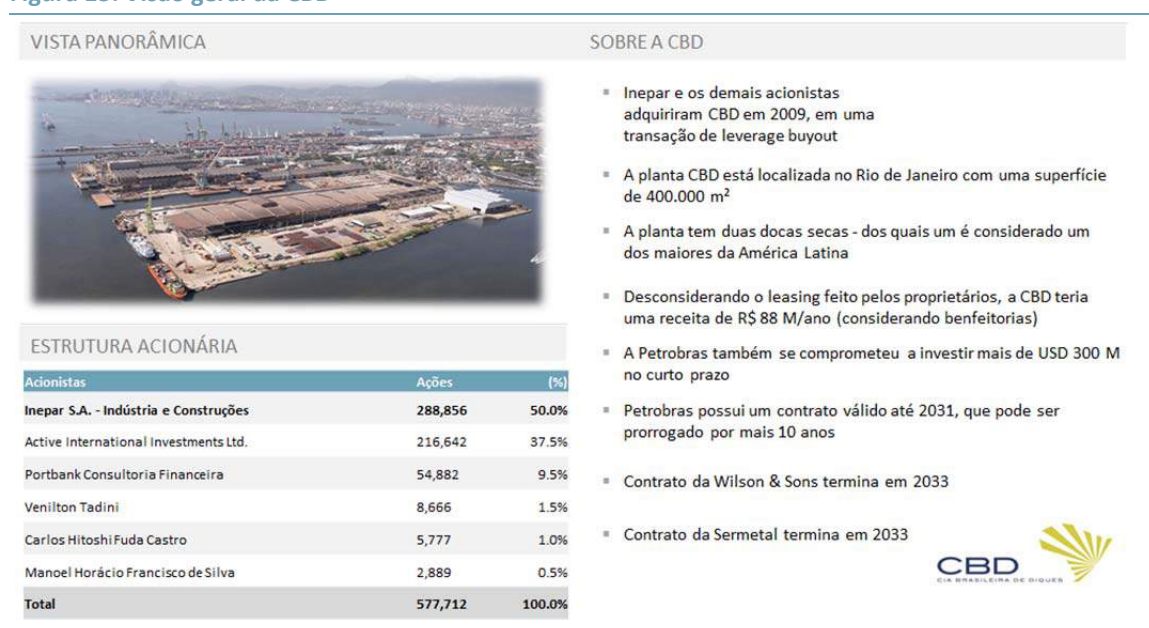 VISTA PANORÂMICA
ESTRUTURA ACIONÁRIA
Acionistas Ações (%)
Inepar S.A. - Indústria e Construções 288,856 50.0%
Active International Investments Ltd. 216,642 37.5%
Portbank Consultoria Financeira 54,882 9.5%
Venilton Tadini 8,666 1.5%
Carlos Hitoshi Fuda Castro 5,777 1.0%
Manoel Horácio Francisco de Silva 2,889 0.5%
Total 577,712 100.0%
SOBRE A CBD
Inepar e os demais acionistas
adquiriram CBD em 2009, em uma
transação de leverage buyout
A planta CBD está localizada no Rio de Janeiro com uma superfície
de 400.000 m²
A planta tem duas docas secas - dos quais um é considerado um
dos maiores da América Latina
Desconsiderando o leasing feito pelos proprietários, a CBD teria
uma receita de R$ 88 M/ano (considerando benfeitorias)
A Petrobras também se comprometeu a investir mais de USD 300 M
no curto prazo
Petrobras possui um contrato válido até 2031, que pode ser
prorrogado por mais 10 anos
Contrato da Wilson & Sons termina em 2033
Contrato da Sermetal termina em 2033
CBD
CIA BRASILEIRA DE DIQUES